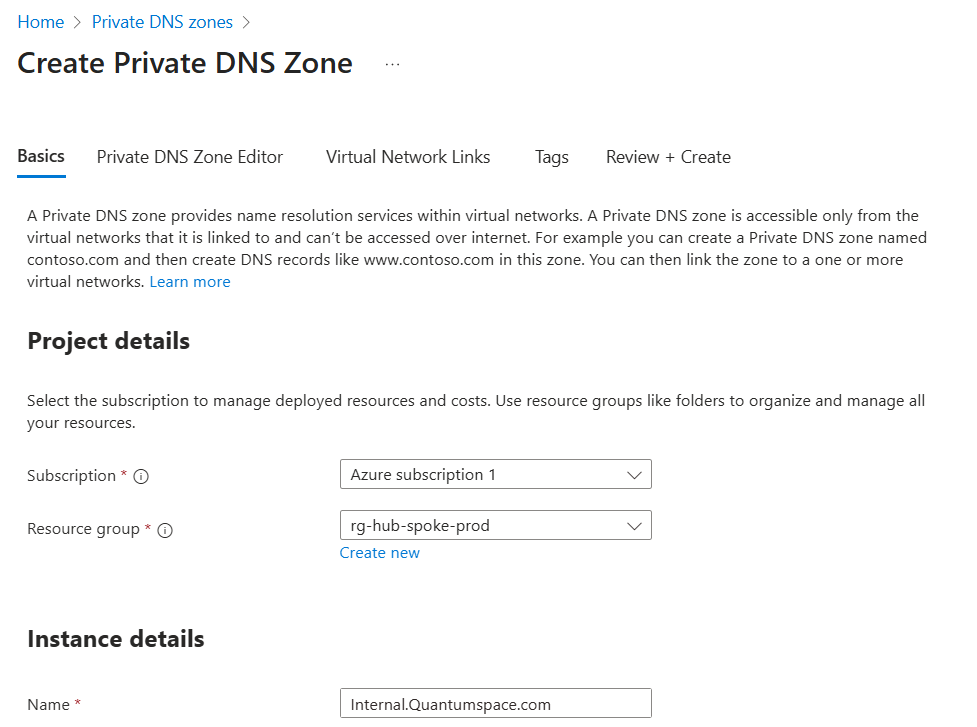 Home > Private DNS zones >
Create Private DNS Zone ...
Basics Private DNS Zone Editor Virtual Network Links Tags Review + Create
A Private DNS zone provides name resolution services within virtual networks. A Private DNS zone is accessible only from the
virtual networks that it is linked to and can't be accessed over internet. For example you can create a Private DNS zone named
contoso.com and then create DNS records like www.contoso.com in this zone. You can then link the zone to a one or more
virtual networks. Learn more
Project details
Select the subscription to manage deployed resources and costs. Use resource groups like folders to organize and manage all
your resources.
Subscription * Azure subscription 1
Resource group * rg-hub-spoke-prod
Create new
Instance details
Name * Internal.Quantumspace.com